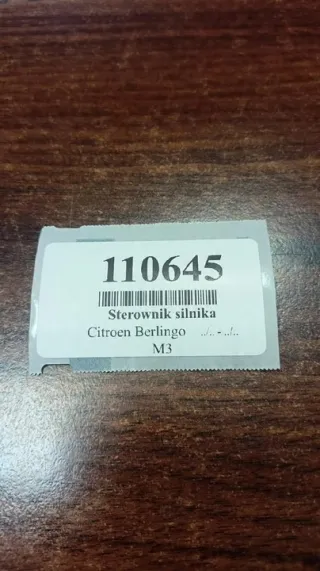 110645
Sterownik silnika
Citroen Berlingo ../.. - ../..
M3